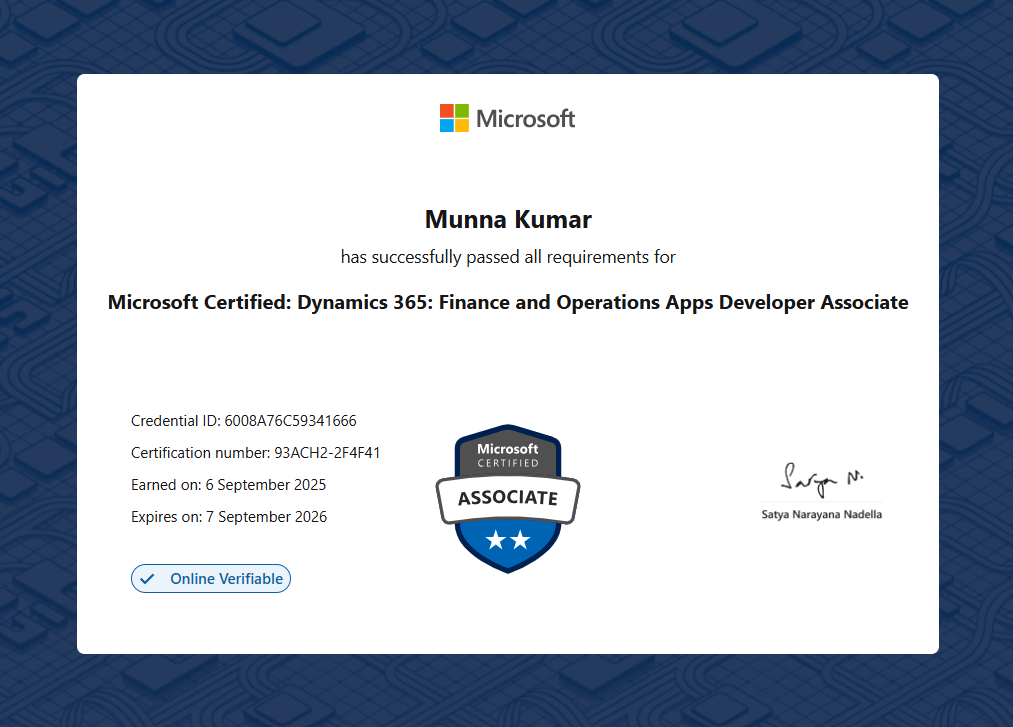 Microsoft
Munna Kumar
has successfully passed all requirements for
Microsoft Certified: Dynamics 365: Finance and Operations Apps Developer Associate
Credential ID: 6008A76C59341666
Certification number: 93ACH2-2F4F41
Earned on: 6 September 2025
Expires on: 7 September 2026
Online Verifiable
Microsoft
CERTIFIED
ASSOCIATE
Satya N.
Satya Narayana Nadella